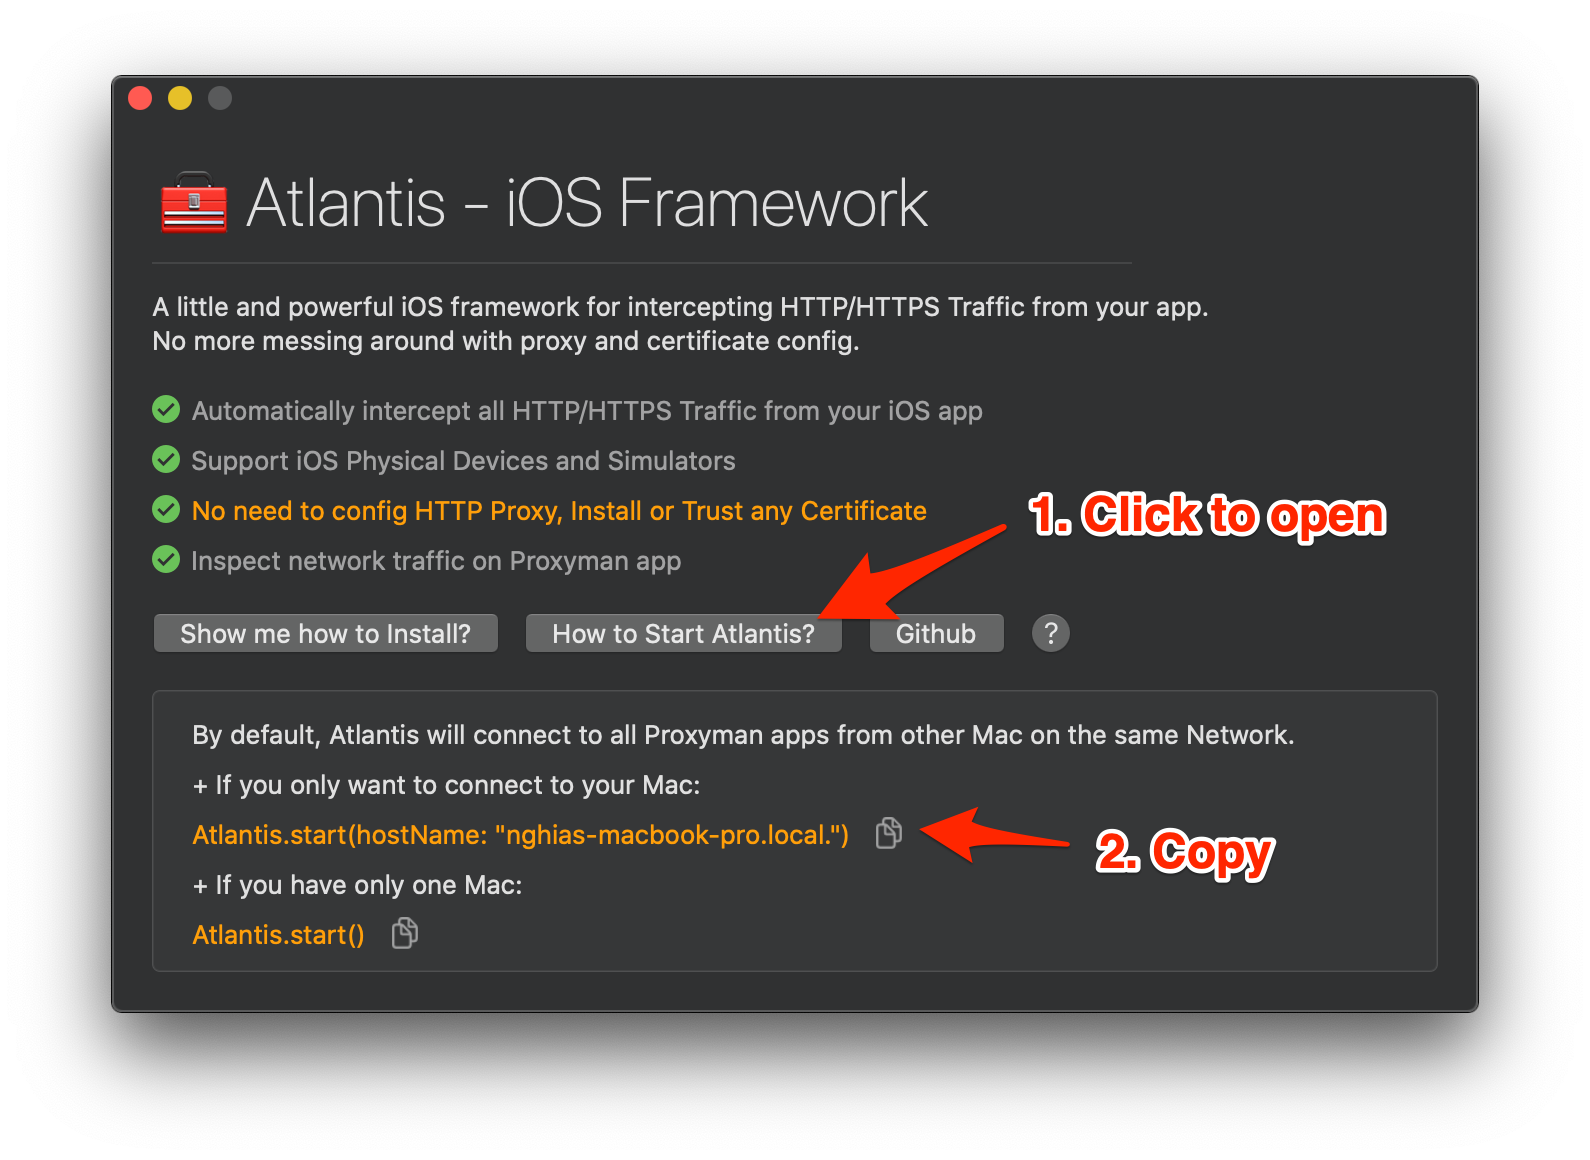 Atlantis - iOS Framework
A little and powerful iOS framework for intercepting HTTP/HTTPS Traffic from your app.
No more messing around with proxy and certificate config.
Automatically intercept all HTTP/HTTPS Traffic from your iOS app
Support iOS Physical Devices and Simulators
No need to config HTTP Proxy, Install or Trust any Certificate
1. Click to open
Inspect network traffic on Proxyman app
Show me how to Install? How to Start Atlantis? Github ?
By default, Atlantis will connect to all Proxyman apps from other Mac on the same Network.
+ If you only want to connect to your Mac:
Atlantis.start(hostName: "nghias-macbook-pro.local.")
2. Copy
+ If you have only one Mac:
Atlantis.start()